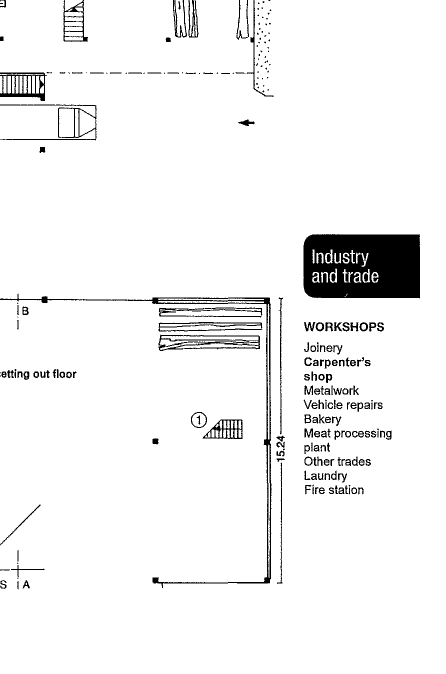 Industry
and trade
B
WORKSHOPS
Joinery
Carpenter's
shop
Metalwork
Vehicle repairs
Bakery
Meat processing
plant
Other trades
Laundry
Fire station
etting out floor
1
15.24
S
A